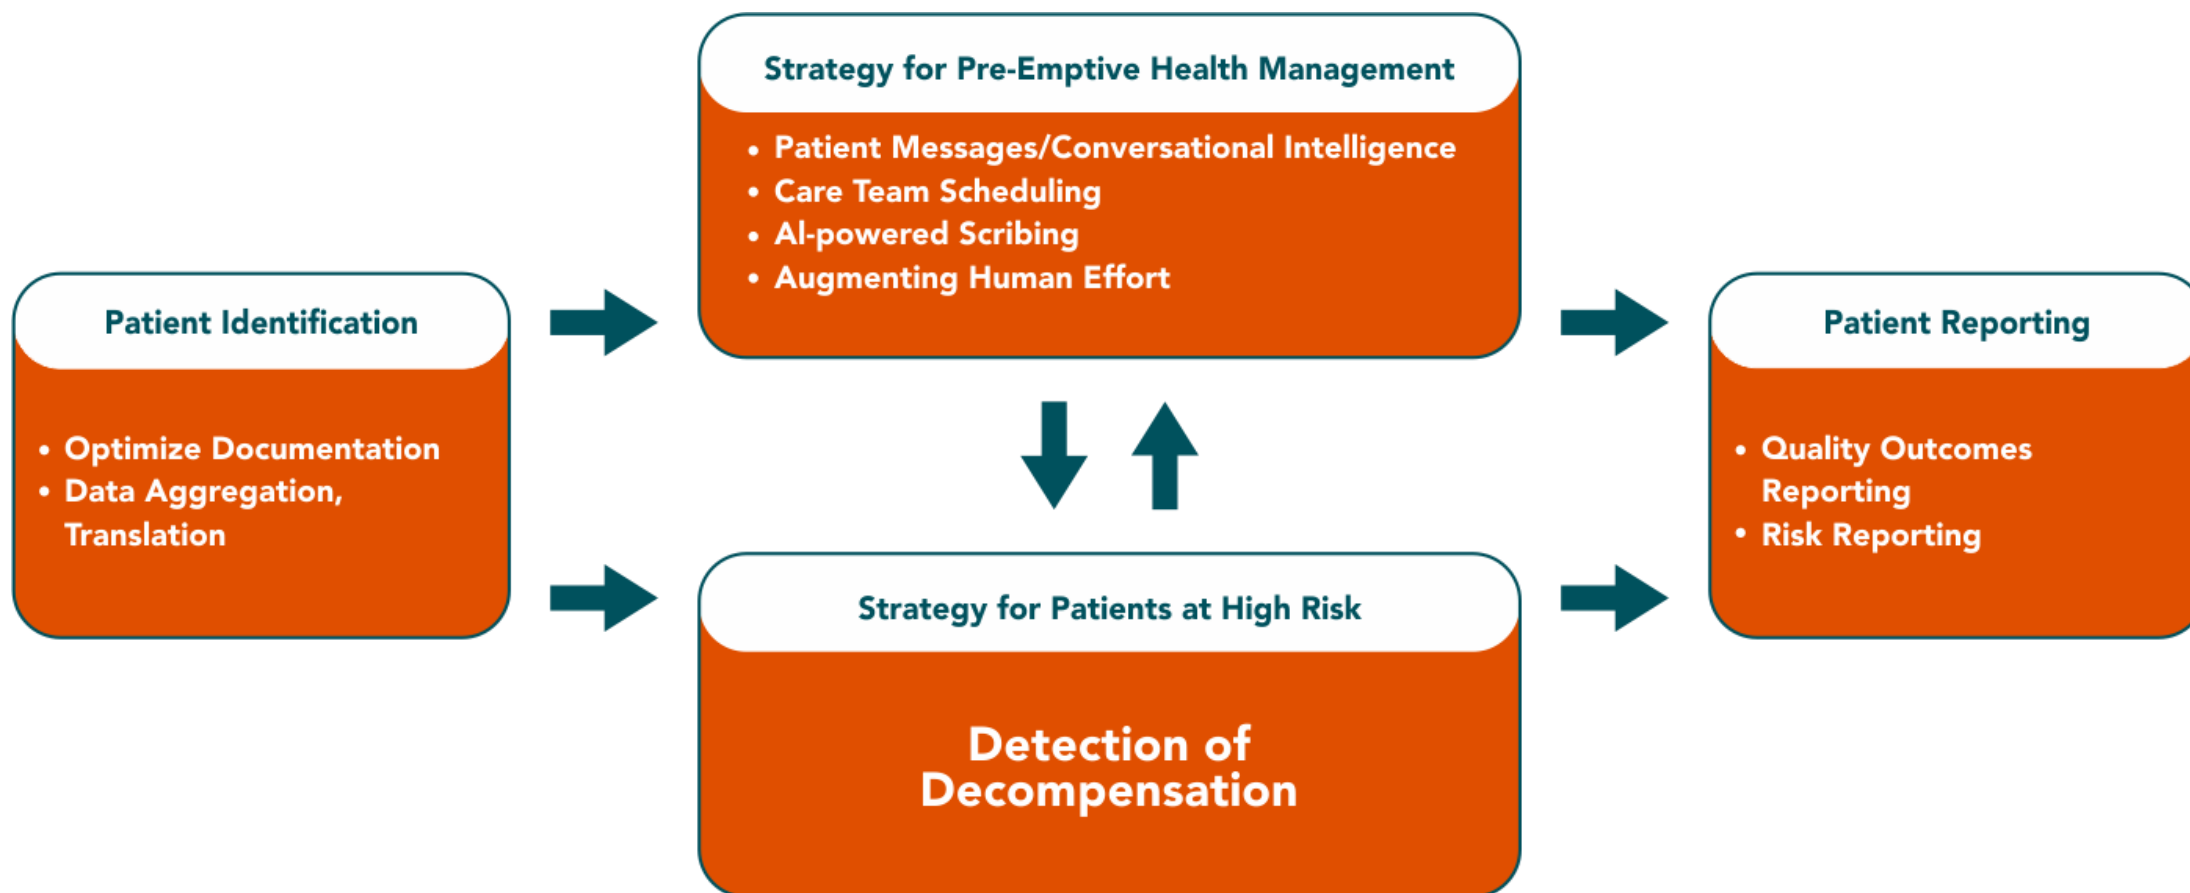 Strategy for Pre-Emptive Health Management
• Patient Messages/Conversational Intelligence
• Care Team Scheduling
• Al-powered Scribing
• Augmenting Human Effort
Patient Identification
• Optimize Documentation
• Data Aggregation,
Translation
Strategy for Patients at High Risk
Detection of
Decompensation
Patient Reporting
• Quality Outcomes
Reporting
• Risk Reporting